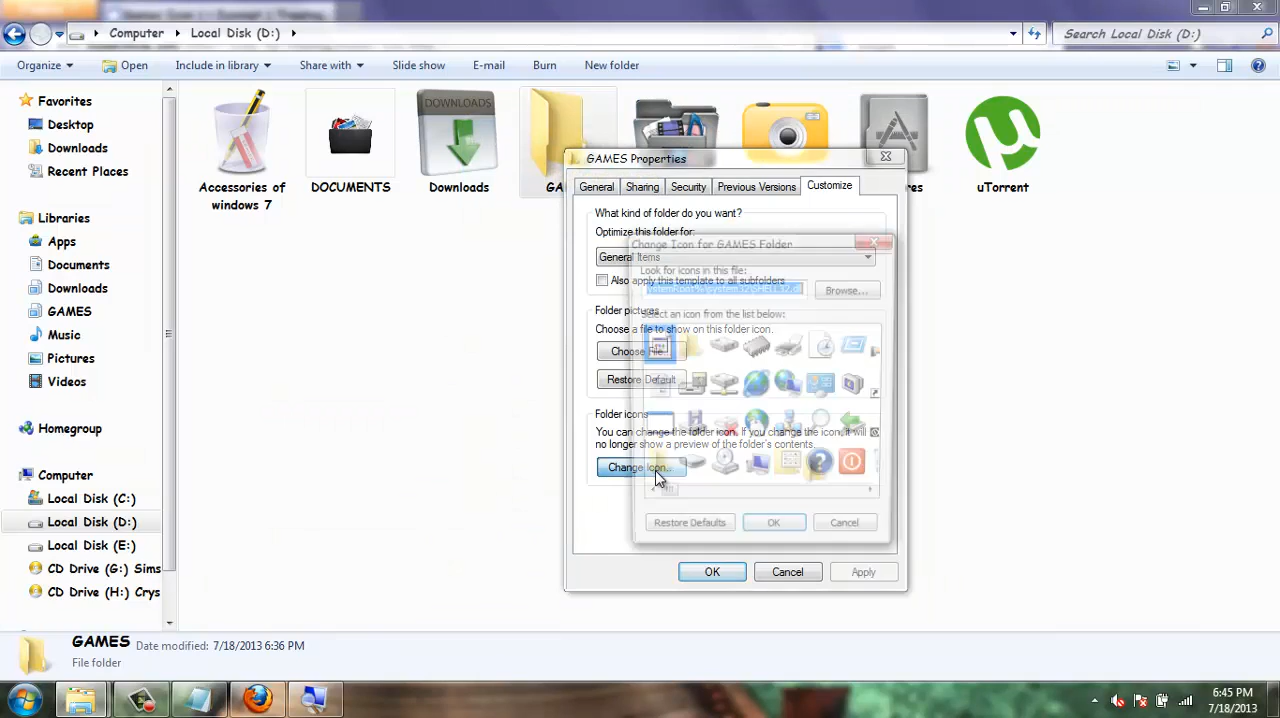 Computer
Local Disk (D:)
Search Local Disk (D:)
Organize
Open
Include in library
Share with
Slide show
E-mail
Burn
New folder
Favorites
Desktop
Downloads
Recent Places
Libraries
Apps
Documents
Downloads
GAMES
Music
Pictures
Videos
Homegroup
Computer
Local Disk (C:)
Local Disk (D:)
Local Disk (E:)
CD Drive (G:) Sims
CD Drive (H:) Crys
DOWNLOADS
Accessories of
windows 7
DOCUMENTS
Downloads
GA
res
uTorrent
GAMES Properties
General
Sharing
Security
Previous Versions
Customize
What kind of folder do you want?
Optimize this folder for:
General Items
Also apply this template to all subfolders
Folder pictures
Choose a file to show on this folder icon.
Choose File...
Restore Default
Folder icons
You can change the folder icon. If you change the icon, it will
no longer show a preview of the folder's contents.
Change Icon...
OK
Cancel
Apply
Change Icon for GAMES Folder
Look for icons in this file:
Browse...
Select an icon from the list below:
Restore Defaults
OK
Cancel
GAMES
Date modified: 7/18/2013 6:36 PM
File folder
6:45 PM
7/18/2013